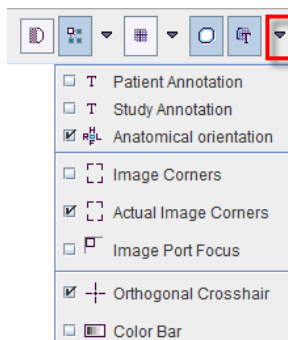 T Patient Annotation
T Study Annotation
R H L F Anatomical orientation
Image Corners
Actual Image Corners
Image Port Focus
Orthogonal Crosshair
Color Bar